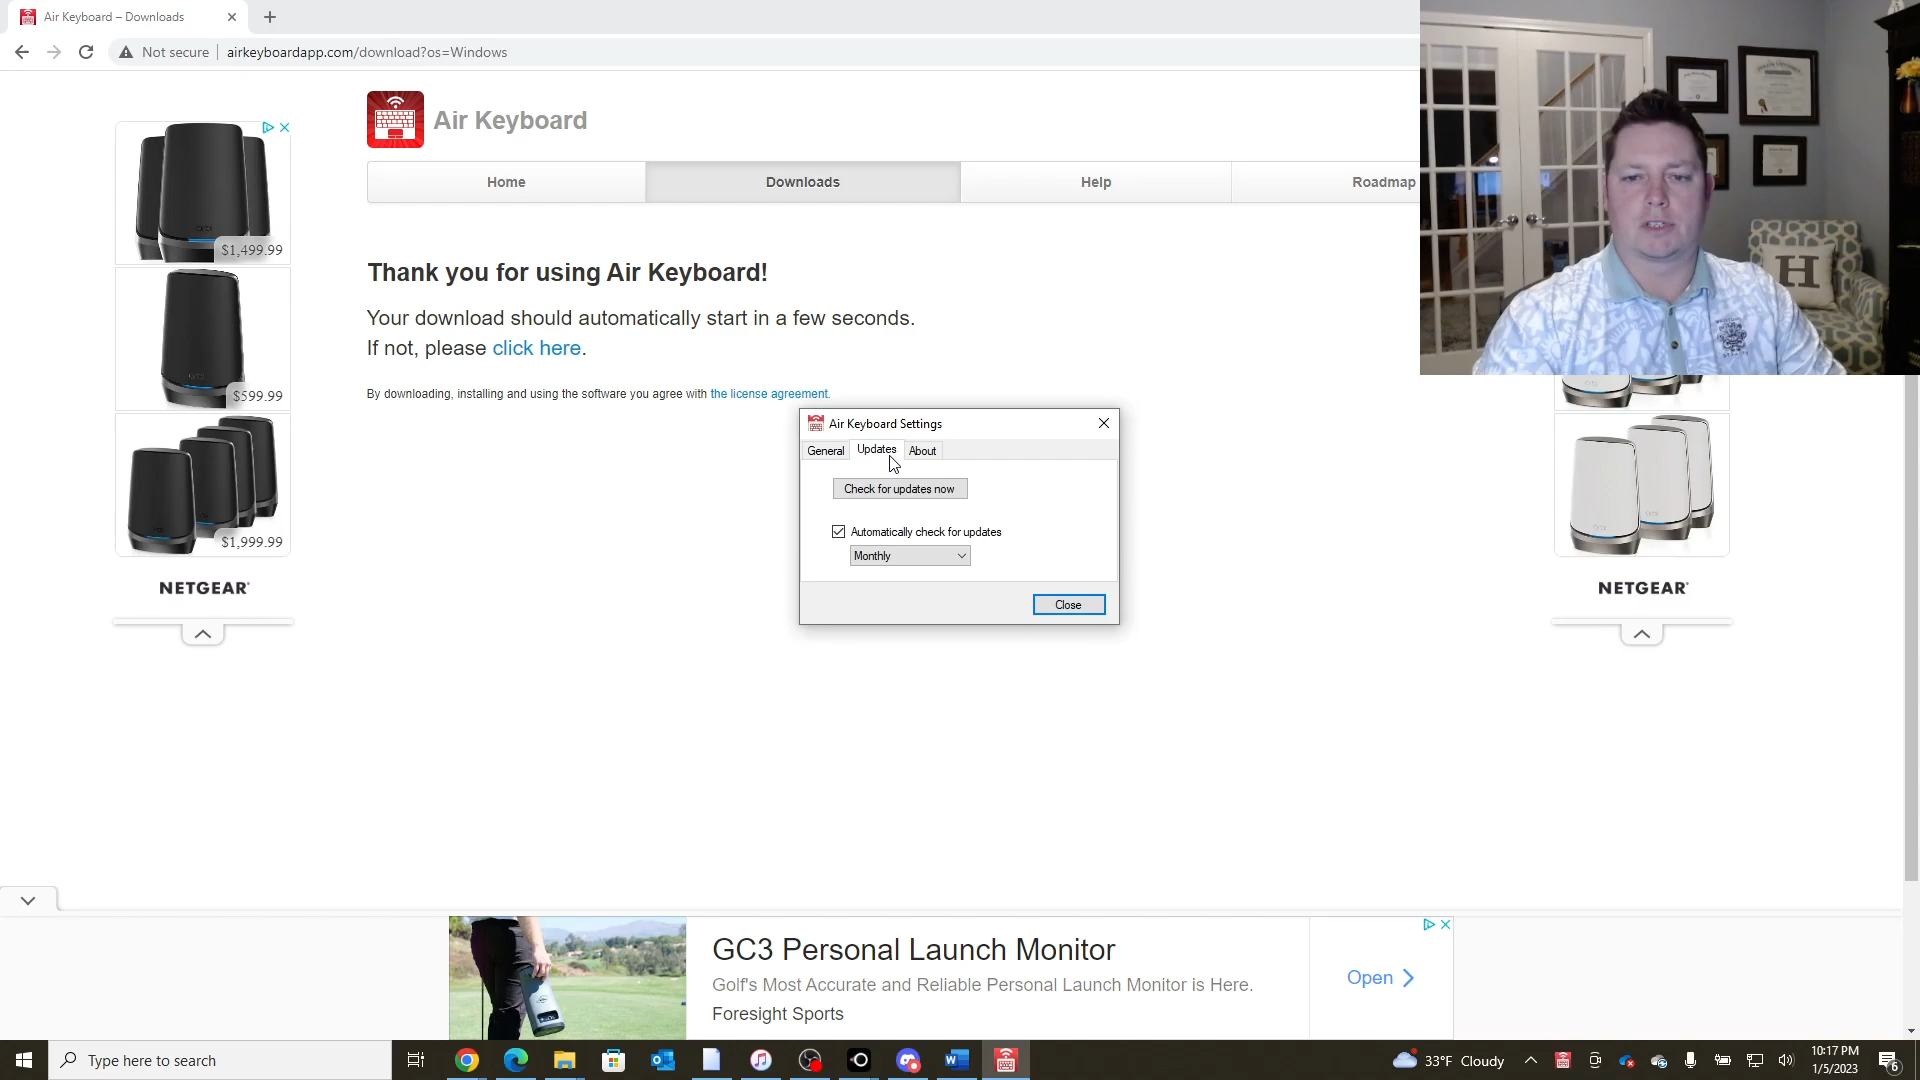 Air Keyboard – Downloads
Not secure
airkeyboardapp.com/download?os=Windows
Air Keyboard
Home
Downloads
Help
Roadmap
$1,499.99
$599.99
$1,999.99
NETGEAR
Thank you for using Air Keyboard!
Your download should automatically start in a few seconds.
If not, please click here.
By downloading, installing and using the software you agree with the license agreement.
Air Keyboard Settings
General
Updates
About
Check for updates now
Automatically check for updates
Monthly
Close
H
NETGEAR
GC3 Personal Launch Monitor
Golf's Most Accurate and Reliable Personal Launch Monitor is Here.
Foresight Sports
Open
Type here to search
33°F Cloudy
10:17 PM
1/5/2023
6